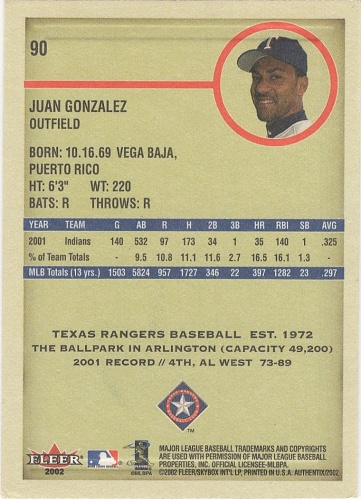 90
JUAN GONZALEZ
OUTFIELD
BORN: 10.16.69 VEGA BAJA,
PUERTO RICO
HT: 6'3" WT: 220
BATS: R THROWS: R
YEAR TEAM G AB R H 2B 3B HR RBI SB AVG
2001 Indians 140 532 97 173 34 1 35 140 1 .325
% of Team Totals - 9.5 10.8 11.1 11.6 2.6 16.5 16.1 1.3 -
MLB Totals (13 yrs.) 1503 5824 957 1727 346 22 397 1282 23 .297
TEXAS RANGERS BASEBALL EST. 1972
THE BALLPARK IN ARLINGTON (CAPACITY 49,200)
2001 RECORD // 4TH, AL WEST 73-89
TM
FLEER
2002
©MLBPA
MAJOR LEAGUE BASEBALL TRADEMARKS AND COPYRIGHTS
ARE USED WITH PERMISSION OF MAJOR LEAGUE BASEBALL
PROPERTIES, INC. OFFICIAL LICENSEE-MLBPA.
©2002 FLEER/SKYBOX INT'L LP. PRINTED IN U.S.A. AUTHENTIX/2002